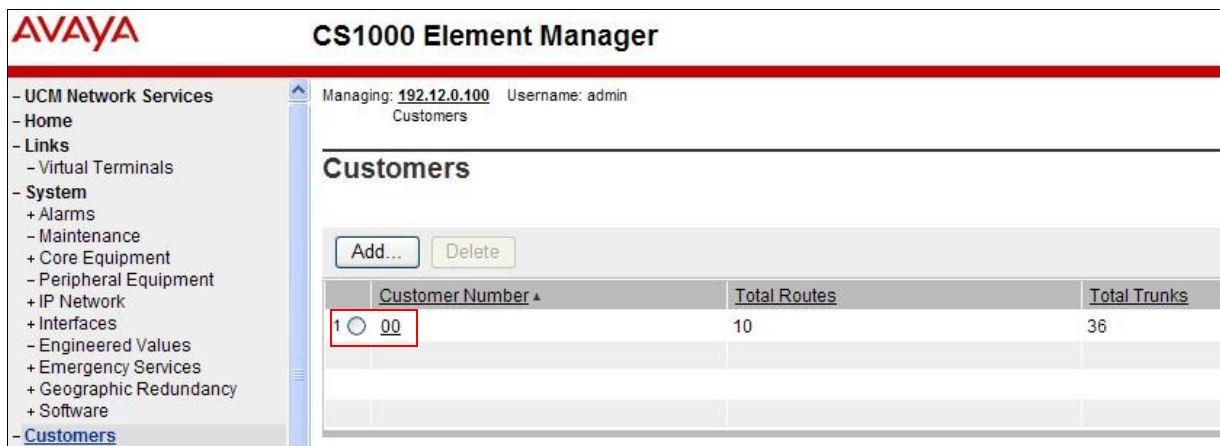 AVAYA
CS1000 Element Manager
- UCM Network Services
- Home
- Links
- Virtual Terminals
- System
+ Alarms
- Maintenance
+ Core Equipment
- Peripheral Equipment
+ IP Network
+ Interfaces
- Engineered Values
+ Emergency Services
+ Geographic Redundancy
+ Software
- Customers
Managing: 192.12.0.100 Username: admin
Customers
Customers
Add... Delete
Customer Number Total Routes Total Trunks
1 00 10 36